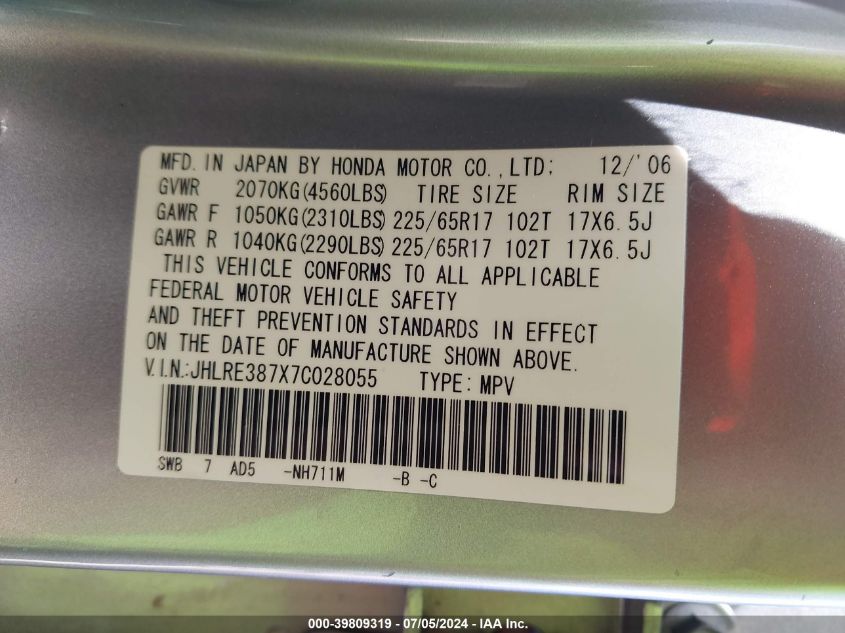 MFD. IN JAPAN BY HONDA MOTOR CO., LTD; 12/'06
GVWR 2070KG(4560LBS) TIRE SIZE RIM SIZE
GAWR F 1050KG(2310LBS) 225/65R17 102T 17X6.5J
GAWR R 1040KG(2290LBS) 225/65R17 102T 17X6.5J
THIS VEHICLE CONFORMS TO ALL APPLICABLE
FEDERAL MOTOR VEHICLE SAFETY
AND THEFT PREVENTION STANDARDS IN EFFECT
ON THE DATE OF MANUFACTURE SHOWN ABOVE.
V.I.N.:JHLRE387X7C028055 TYPE: MPV
SWB 7 AD5 -NH711M -B -C
000-39809319 - 07/05/2024 - IAA Inc.